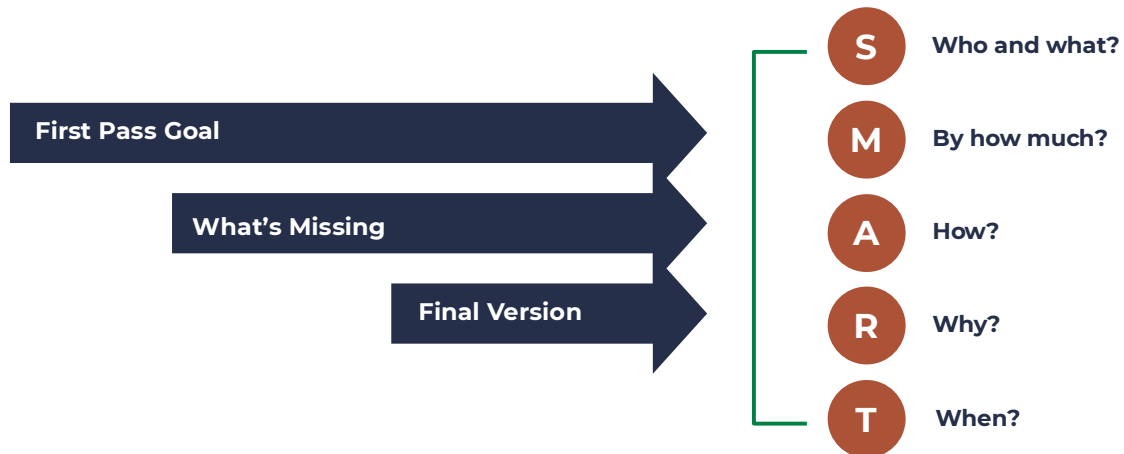 First Pass Goal
What's Missing
Final Version
S Who and what?
M By how much?
A How?
R Why?
T When?